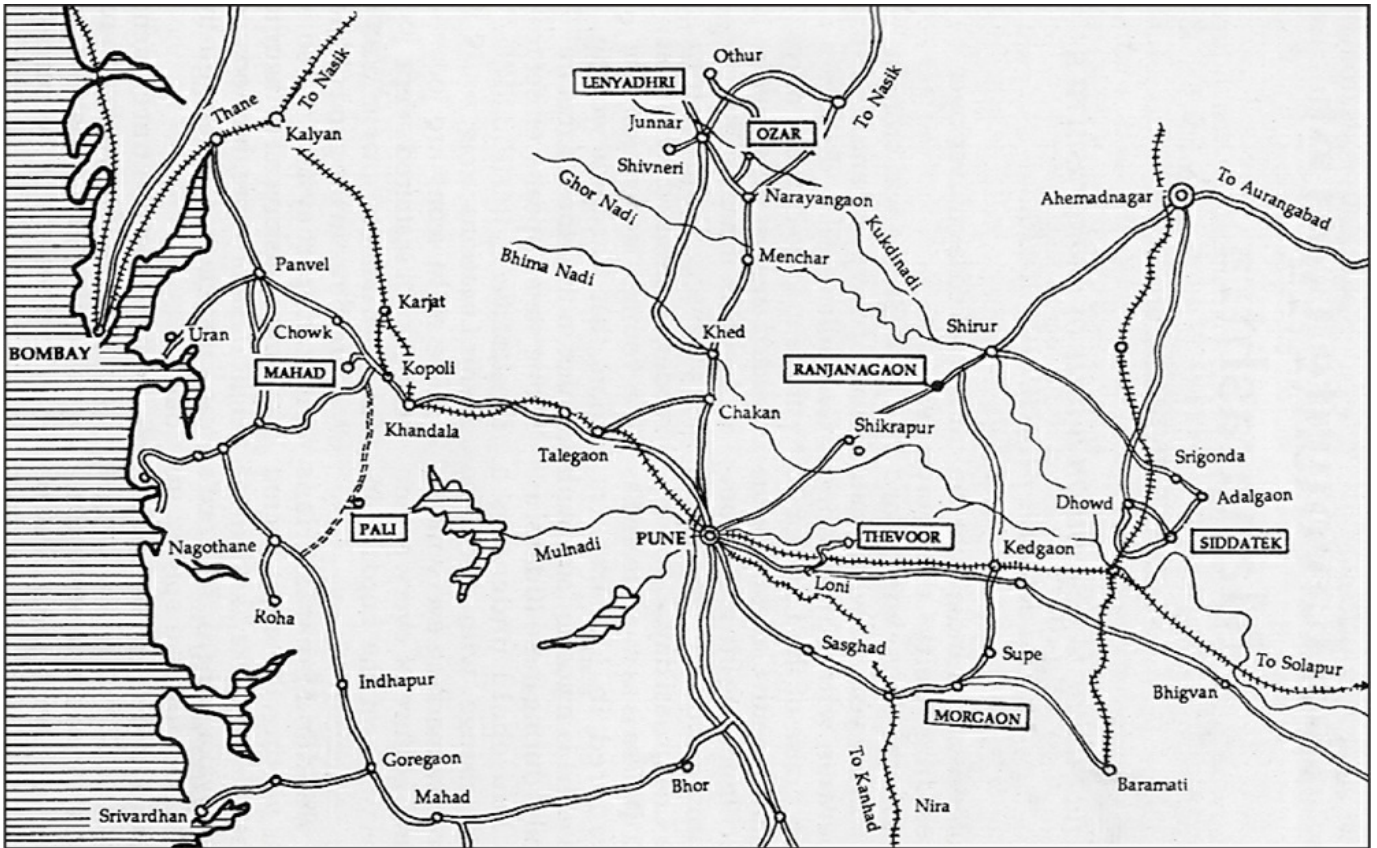 Othur
LENYADHRI
To Nasik
Thane
Kalyan
Junnar
OZAR
To Nasik
Shivneri
Ghor Nadi
Narayangaon
Ahemadnagar
To Aurangabad
Kukdinadi
Bhima Nadi
Menchar
Panvel
Karjat
Uran
Chowk
Khed
Shirur
BOMBAY
MAHAD
Kopoli
RANJANAGAON
Chakan
Khandala
Shikrapur
Talegaon
Srigonda
Adalgaon
Dhowd
PALI
PUNE
THEVOOR
Kedgaon
SIDDATEK
Nagothane
Mulnadi
Loni
Roha
Sasghad
Supe
To Solapur
Indhapur
Bhigvan
MORGAON
Goregaon
Bhor
To Kanhad
Baramati
Mahad
Nira
Srivardhan